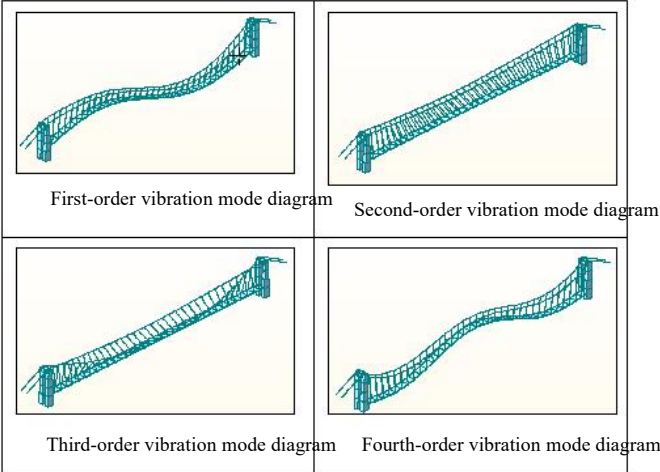 First-order vibration mode diagram
Second-order vibration mode diagram
Third-order vibration mode diagram
Fourth-order vibration mode diagram